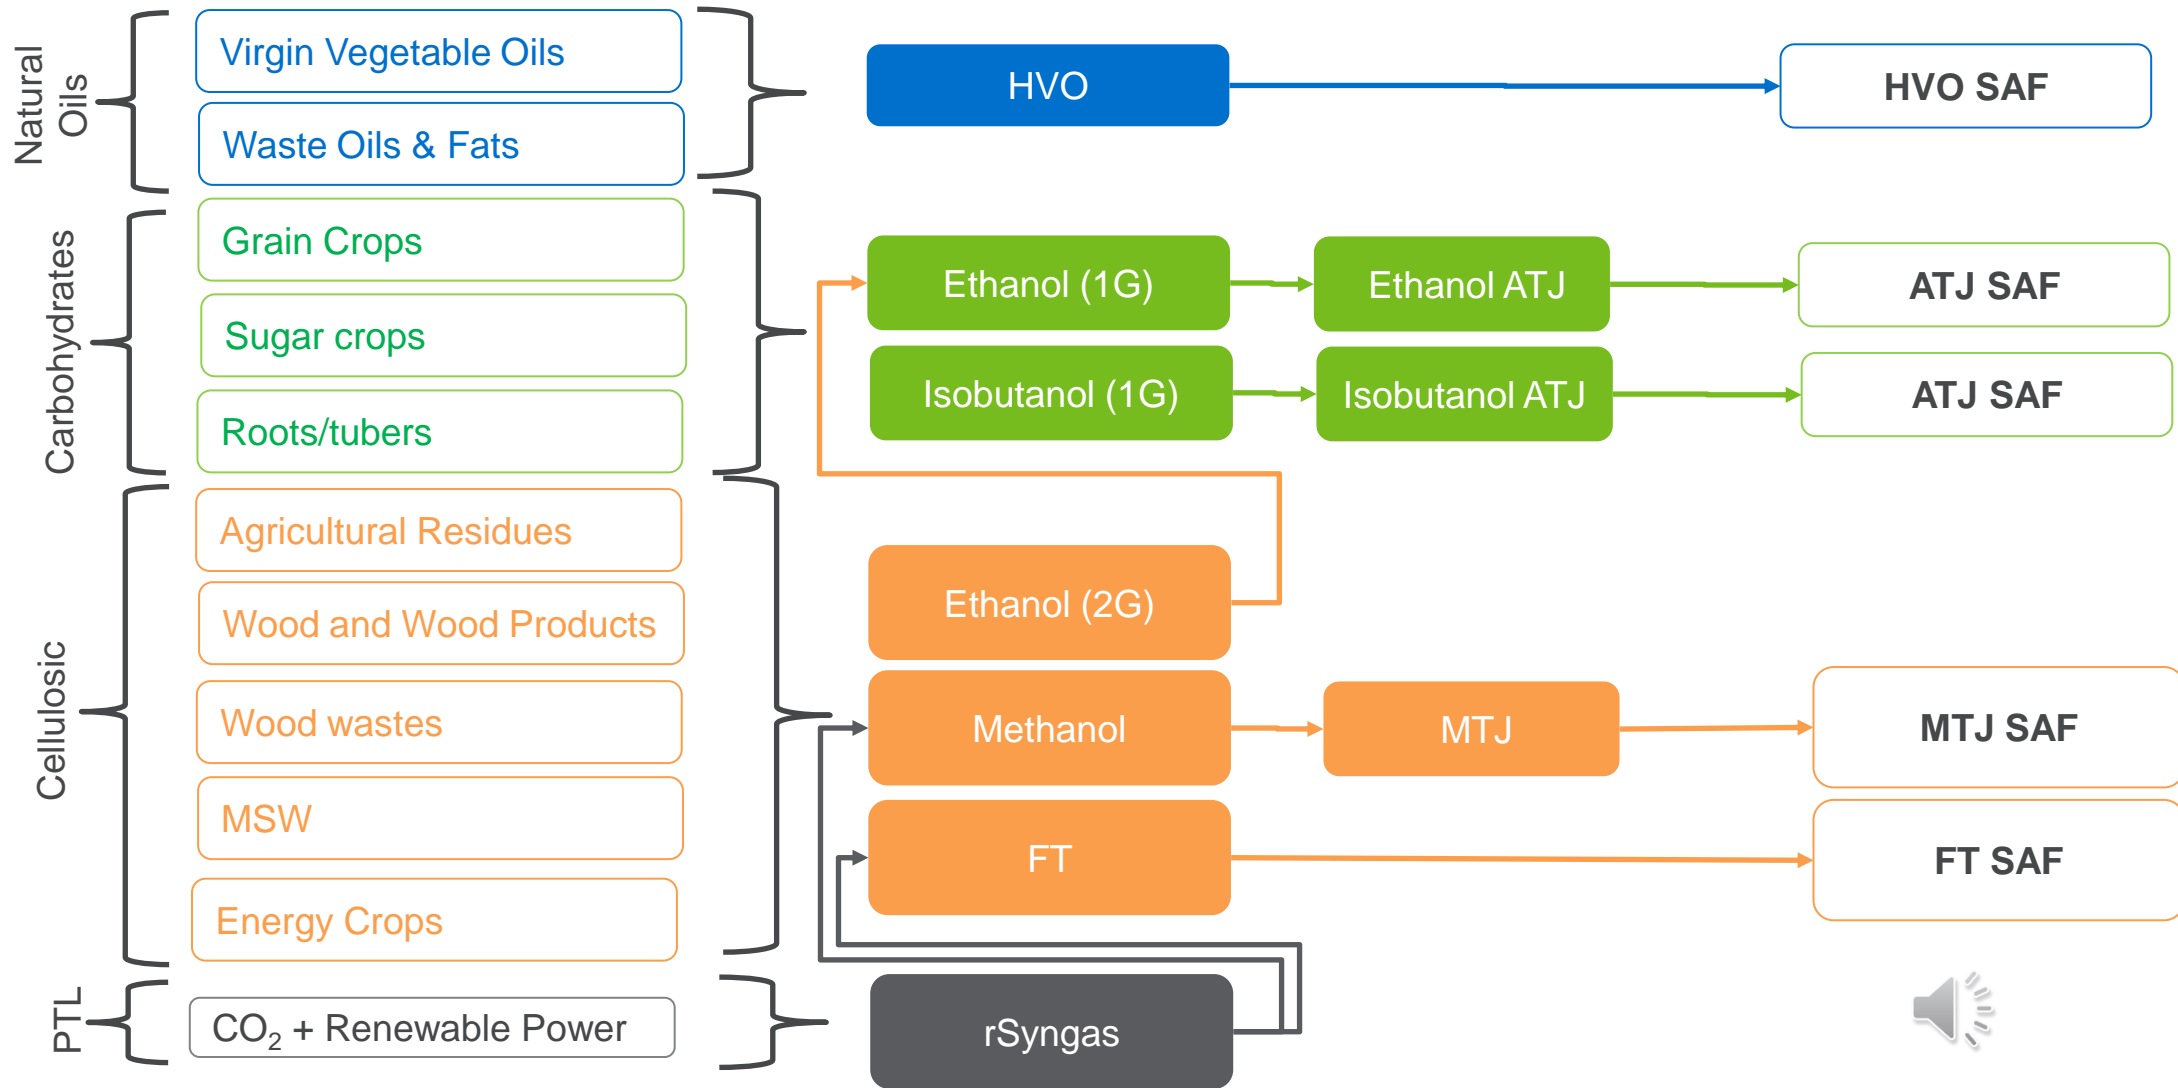 Natural
Oils
Virgin Vegetable Oils
Waste Oils & Fats
HVO
HVO SAF
Carbohydrates
Grain Crops
Sugar crops
Roots/tubers
Ethanol (1G)
Ethanol ATJ
ATJ SAF
Isobutanol (1G)
Isobutanol ATJ
ATJ SAF
Cellulosic
Agricultural Residues
Wood and Wood Products
Wood wastes
MSW
Energy Crops
Ethanol (2G)
Methanol
MTJ
MTJ SAF
FT
FT SAF
PTL
CO₂ + Renewable Power
rSyngas